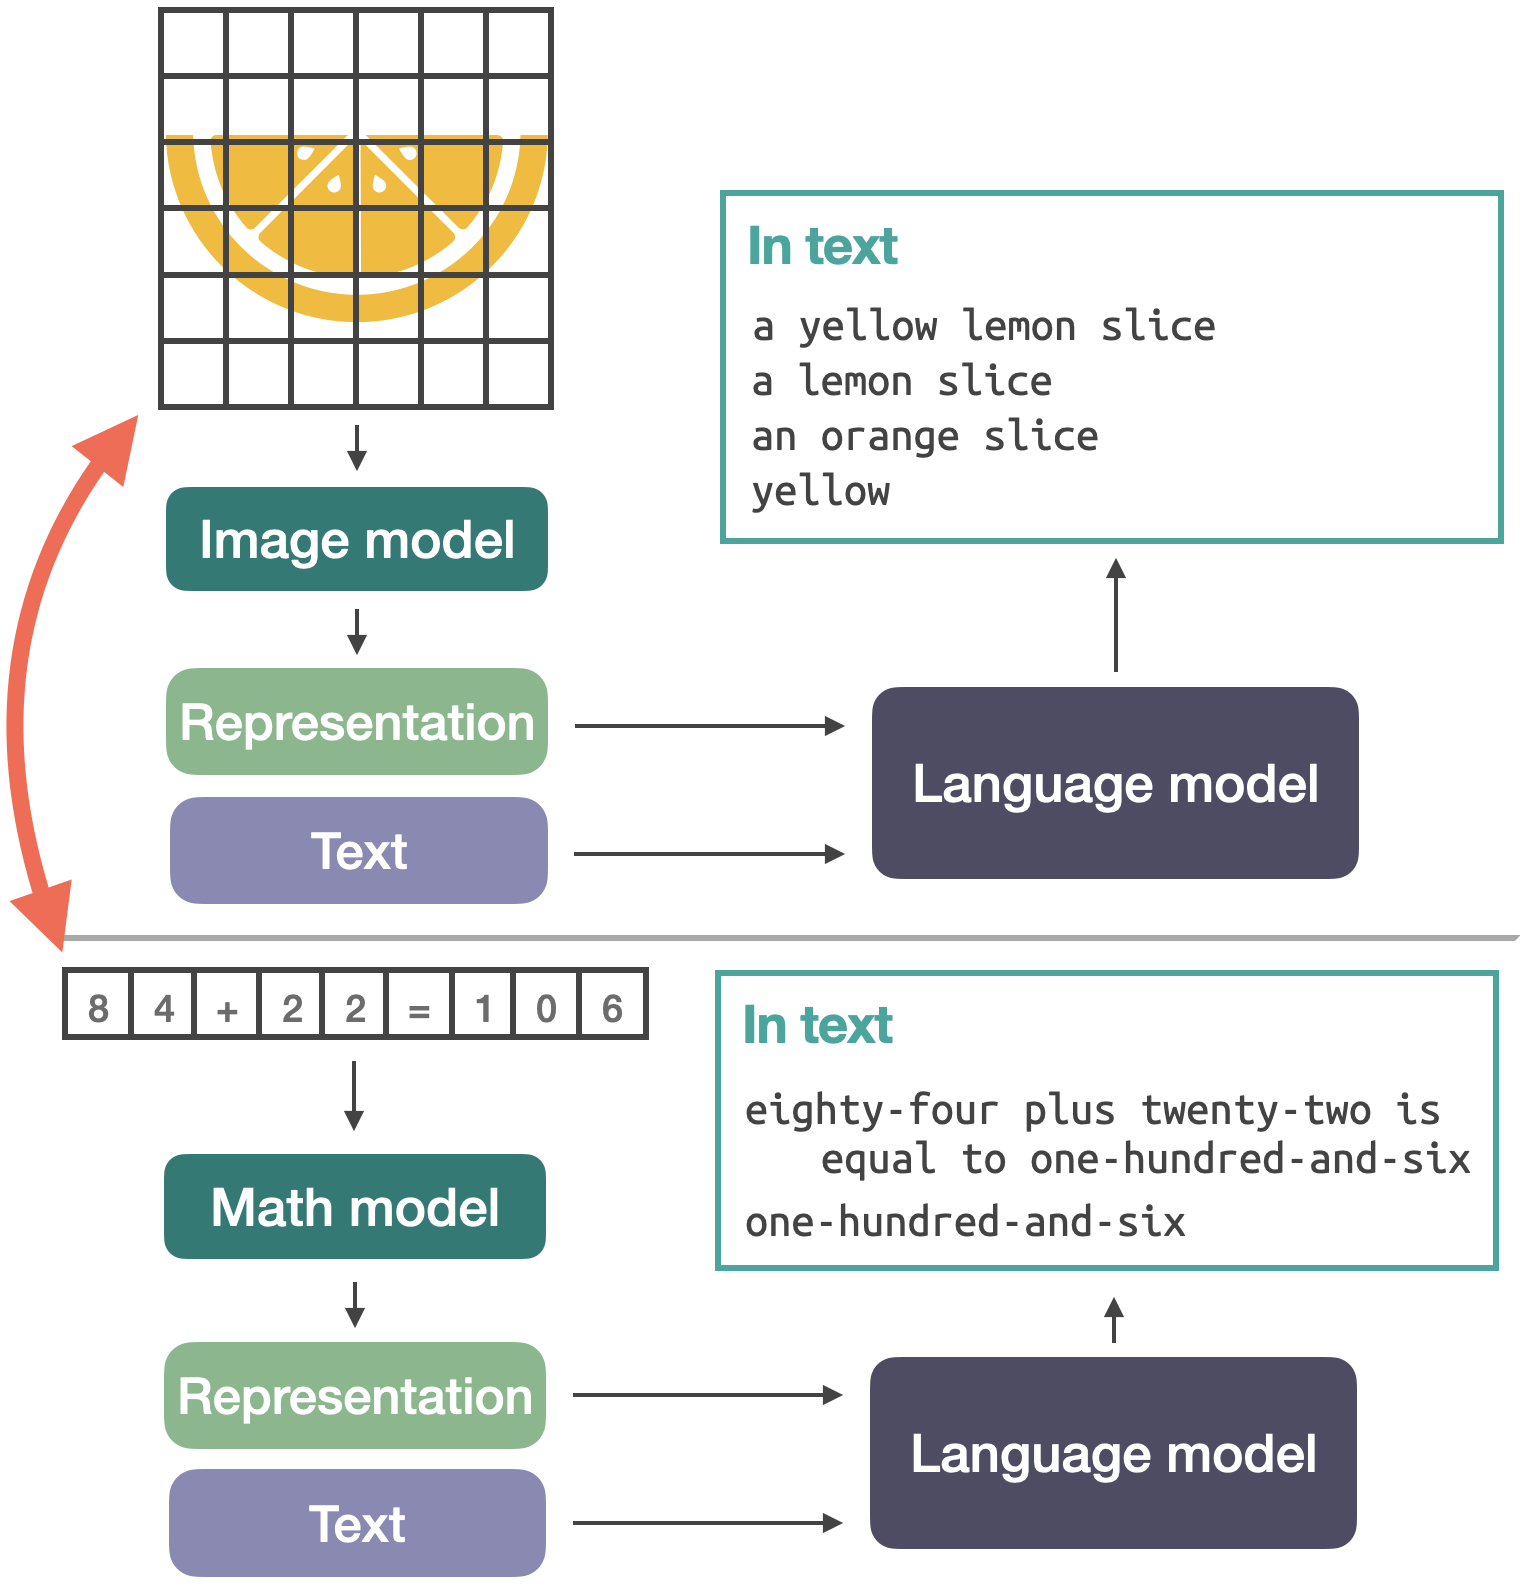 In text
a yellow lemon slice
a lemon slice
an orange slice
yellow
Image model
Representation
Text
Language model
8 4 + 2 2 = 1 0 6
In text
eighty-four plus twenty-two is
equal to one-hundred-and-six
one-hundred-and-six
Math model
Representation
Text
Language model